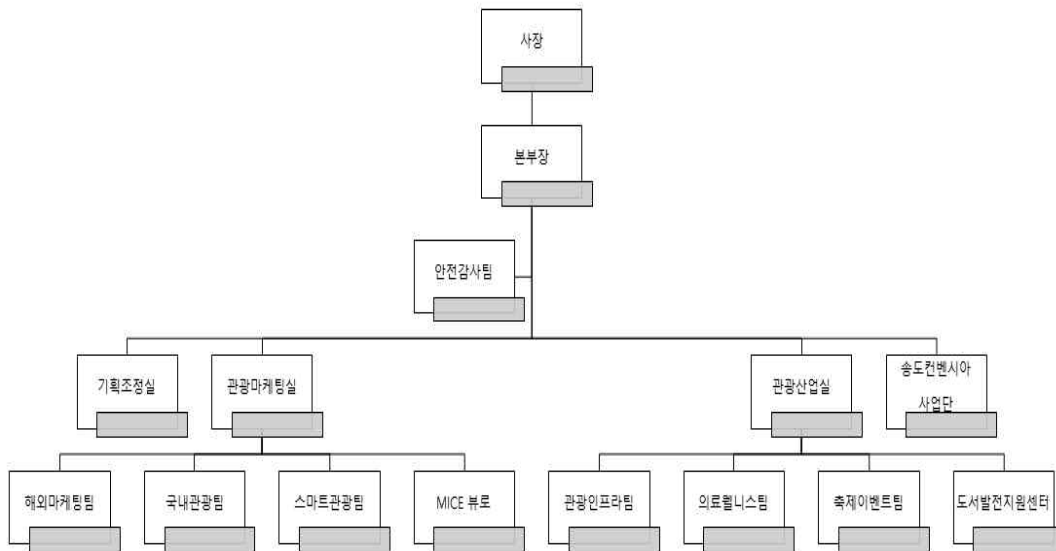 사장
본부장
안전감사팀
기획조정실
관광마케팅실
관광산업실
송도컨벤시아
사업단
해외마케팅팀
국내관광팀
스마트관광팀
MICE 뷰로
관광인프라팀
의료웰니스팀
축제이벤트팀
도서발전지원센터